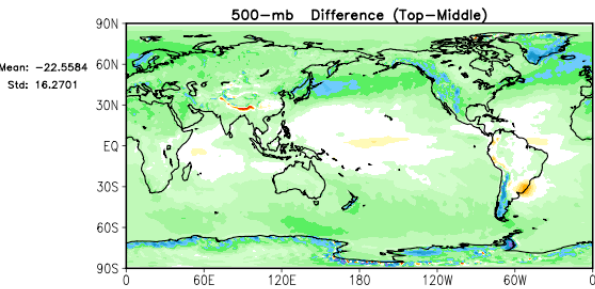 500-mb Difference (Top-Middle)
90N
Mean: -22.5584
60N
Std: 16.2701
30N
EQ
30S
60S
90S
0 60E 120E 180 120W 60W 0